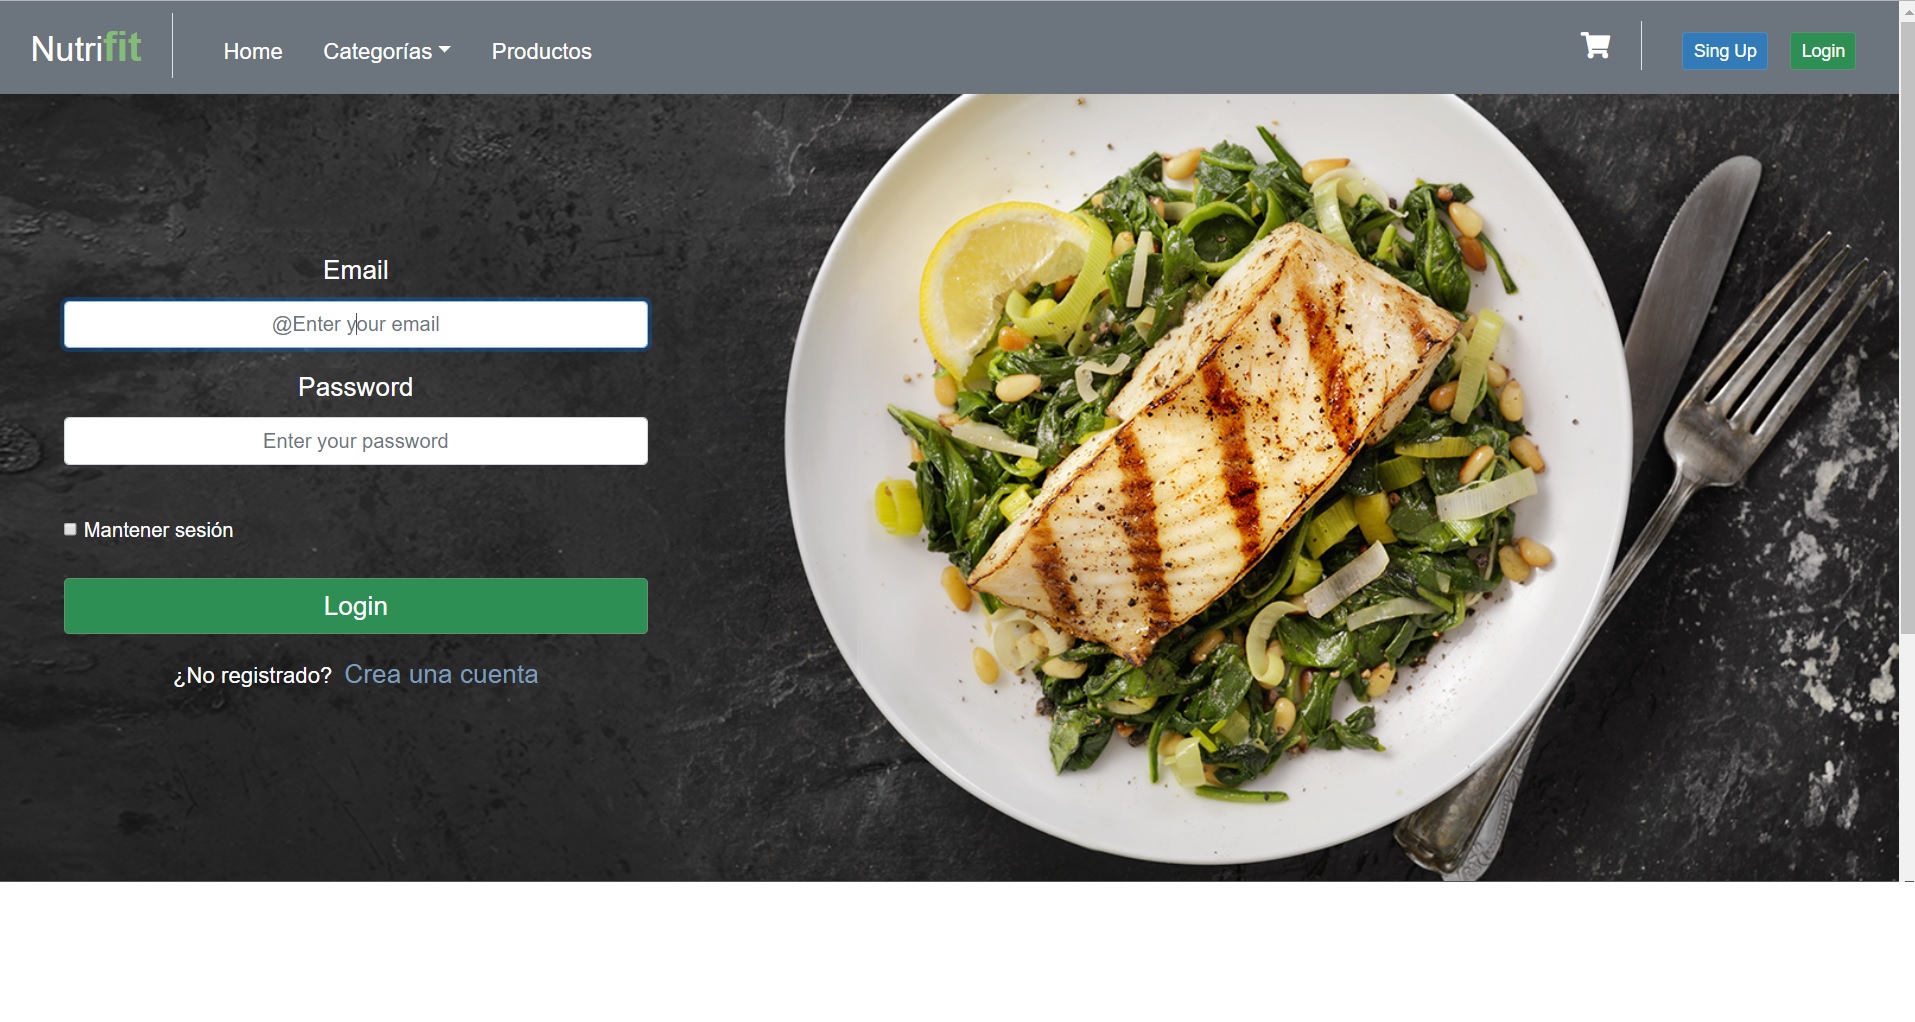 Nutrifit Home Categorías Productos Sing Up Login
Email
@Enter your email
Password
Enter your password
Mantener sesión
Login
¿No registrado? Crea una cuenta